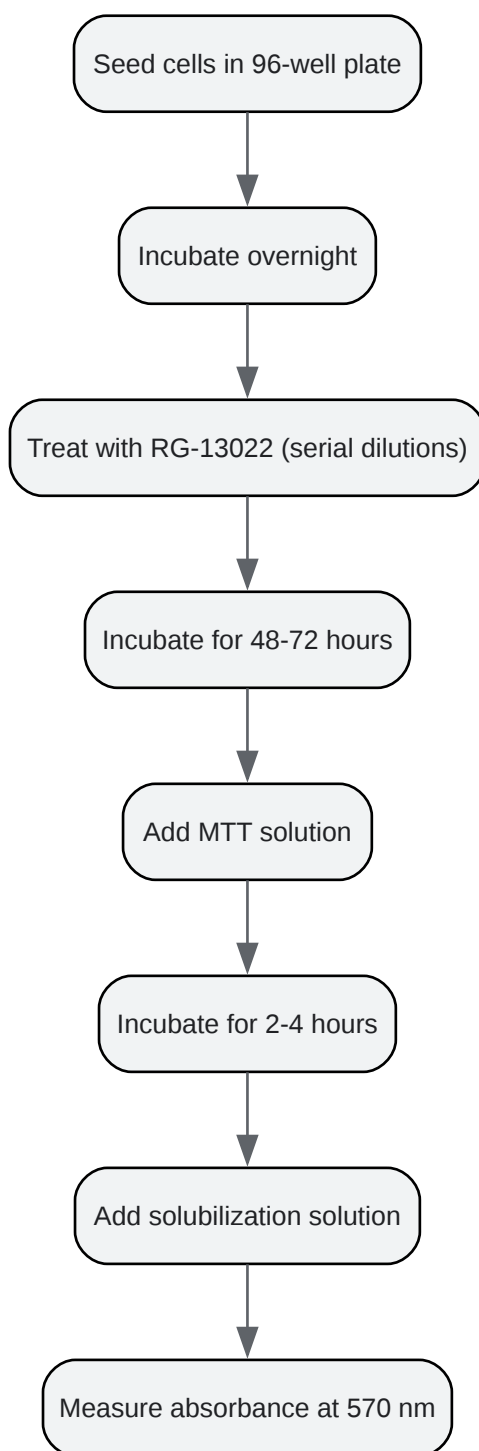 Seed cells in 96-well plate
Incubate overnight
Treat with RG-13022 (serial dilutions)
Incubate for 48-72 hours
Add MTT solution
Incubate for 2-4 hours
Add solubilization solution
Measure absorbance at 570 nm